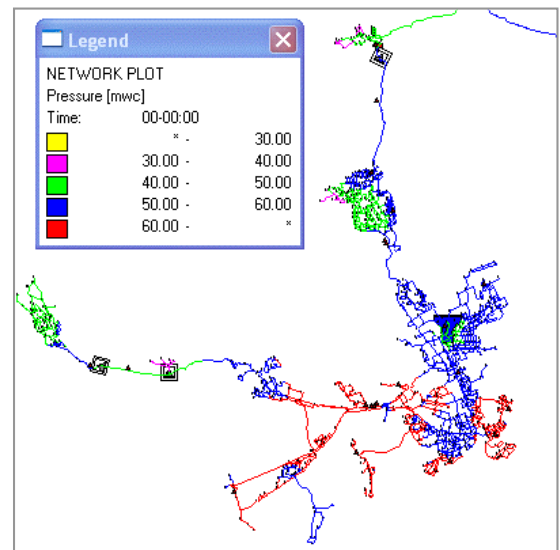 Legend
NETWORK PLOT
Pressure [mwc]
Time: 00-00:00
* - 30.00
30.00 - 40.00
40.00 - 50.00
50.00 - 60.00
60.00 - *